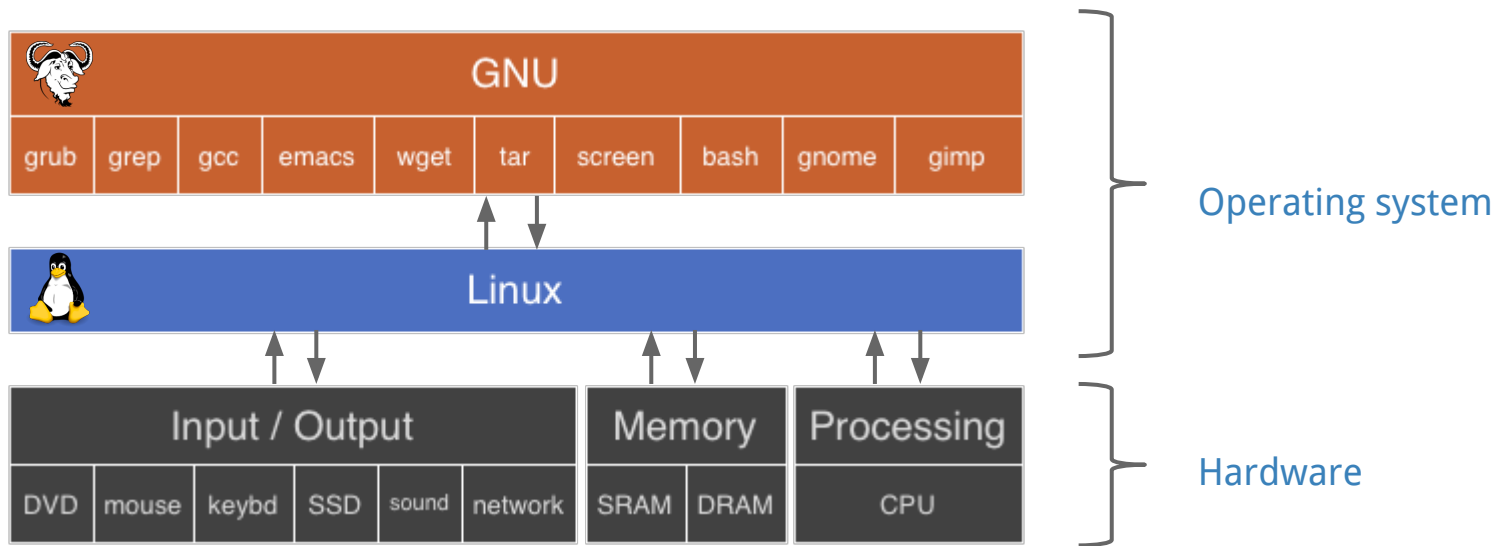 GNU
grub grep gcc emacs wget tar screen bash gnome gimp
Operating system
Linux
Input / Output Memory Processing
DVD mouse keybd SSD sound network SRAM DRAM CPU
Hardware